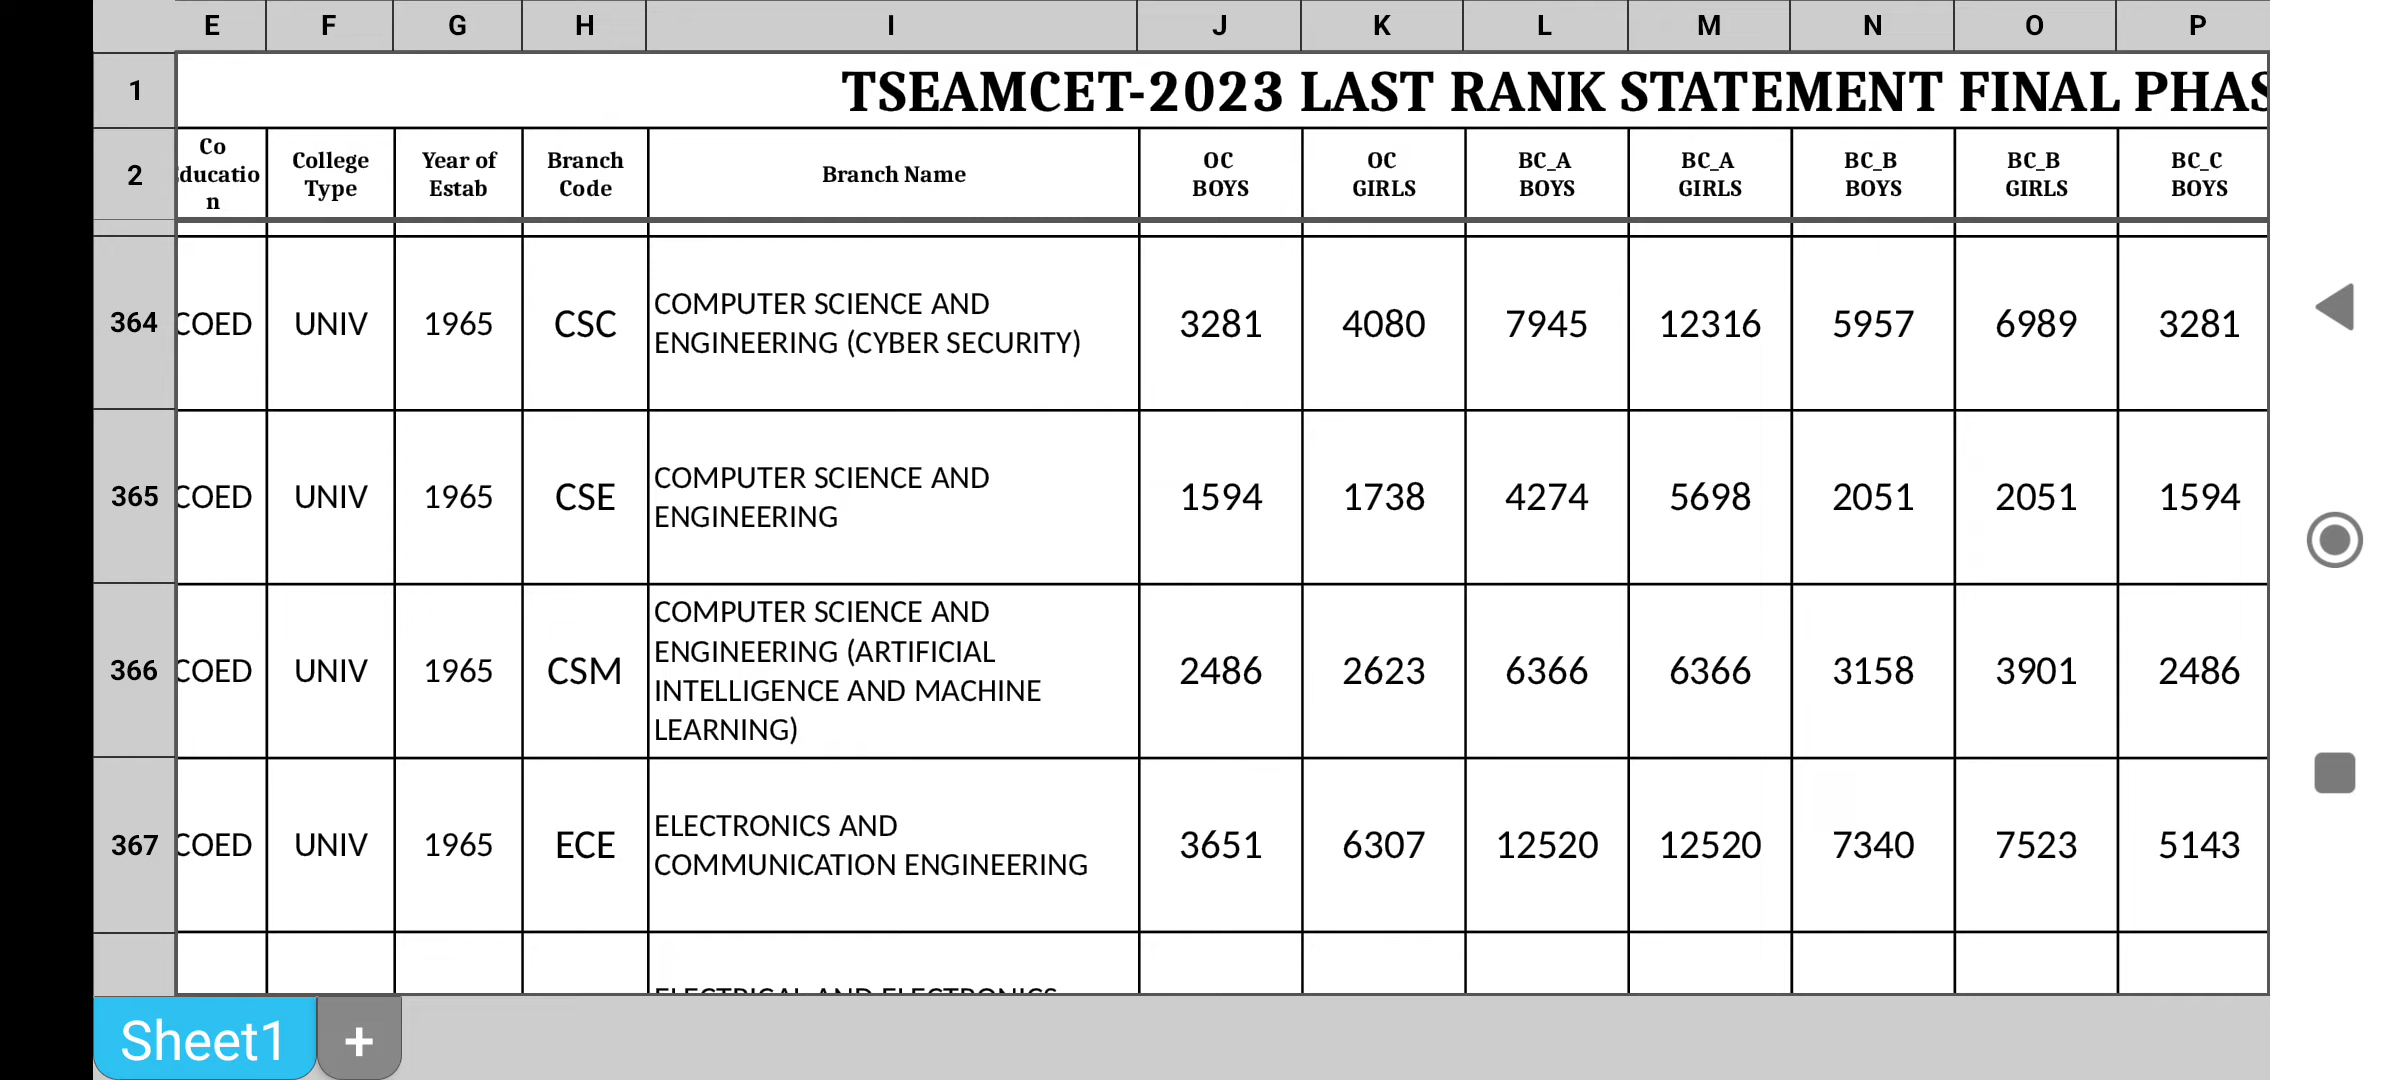 E F G H I J K L M N O P
1 TSEAMCET-2023 LAST RANK STATEMENT FINAL PHAS
2 Co ducatio n College Type Year of Estab Branch Code Branch Name OC BOYS OC GIRLS BC_A BOYS BC_A GIRLS BC_B BOYS BC_B GIRLS BC_C BOYS
364 COED UNIV 1965 CSC COMPUTER SCIENCE AND
ENGINEERING (CYBER SECURITY) 3281 4080 7945 12316 5957 6989 3281
365 COED UNIV 1965 CSE COMPUTER SCIENCE AND
ENGINEERING 1594 1738 4274 5698 2051 2051 1594
366 COED UNIV 1965 CSM COMPUTER SCIENCE AND
ENGINEERING (ARTIFICIAL
INTELLIGENCE AND MACHINE
LEARNING) 2486 2623 6366 6366 3158 3901 2486
367 COED UNIV 1965 ECE ELECTRONICS AND
COMMUNICATION ENGINEERING 3651 6307 12520 12520 7340 7523 5143
ELECTRICAL AND ELECTRONICS
Sheet1 +